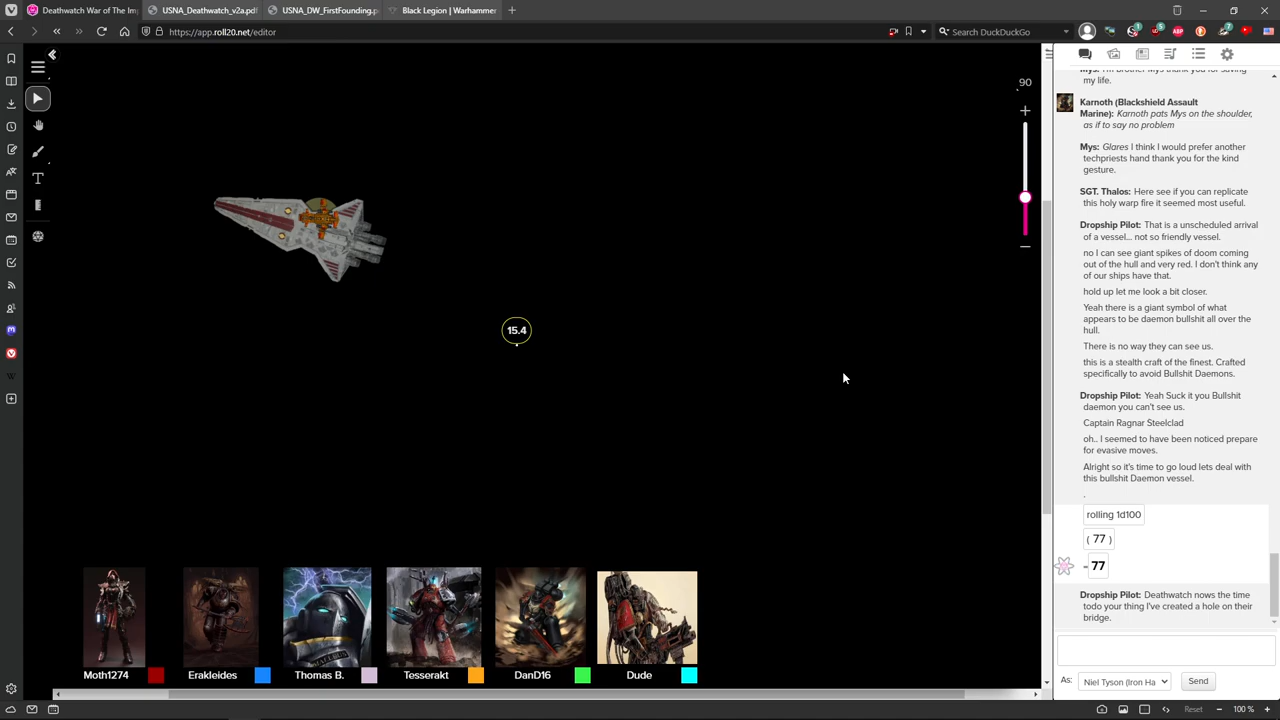 Deathwatch War of The Im
USNA_Deathwatch_v2a.pdf
USNA_DW_FirstFounding.p
Black Legion | Warhammer
https://app.roll20.net/editor
Search DuckDuckGo
90
15.4
my life.
Karnoth (Blackshield Assault
Marine): Karnoth pats Mys on the shoulder,
as if to say no problem
Mys: Glares I think I would prefer another
techpriests hand thank you for the kind
gesture.
SGT. Thalos: Here see if you can replicate
this holy warp fire it seemed most useful.
Dropship Pilot: That is a unscheduled arrival
of a vessel... not so friendly vessel.
no I can see giant spikes of doom coming
out of the hull and very red. I don't think any
of our ships have that.
hold up let me look a bit closer.
Yeah there is a giant symbol of what
appears to be daemon bullshit all over the
hull.
There is no way they can see us.
this is a stealth craft of the finest. Crafted
specifically to avoid Bullshit Daemons.
Dropship Pilot: Yeah Suck it you Bullshit
daemon you can't see us.
Captain Ragnar Steelclad
oh.. I seemed to have been noticed prepare
for evasive moves.
Alright so it's time to go loud lets deal with
this bullshit Daemon vessel.
.
rolling 1d100
( 77 )
= 77
Dropship Pilot: Deathwatch nows the time
todo your thing I've created a hole on their
bridge.
Moth1274
Erakleides
Thomas B.
Tesserakt
DanD16
Dude
As:
Niel Tyson (Iron Ha
Send
Reset
100 %